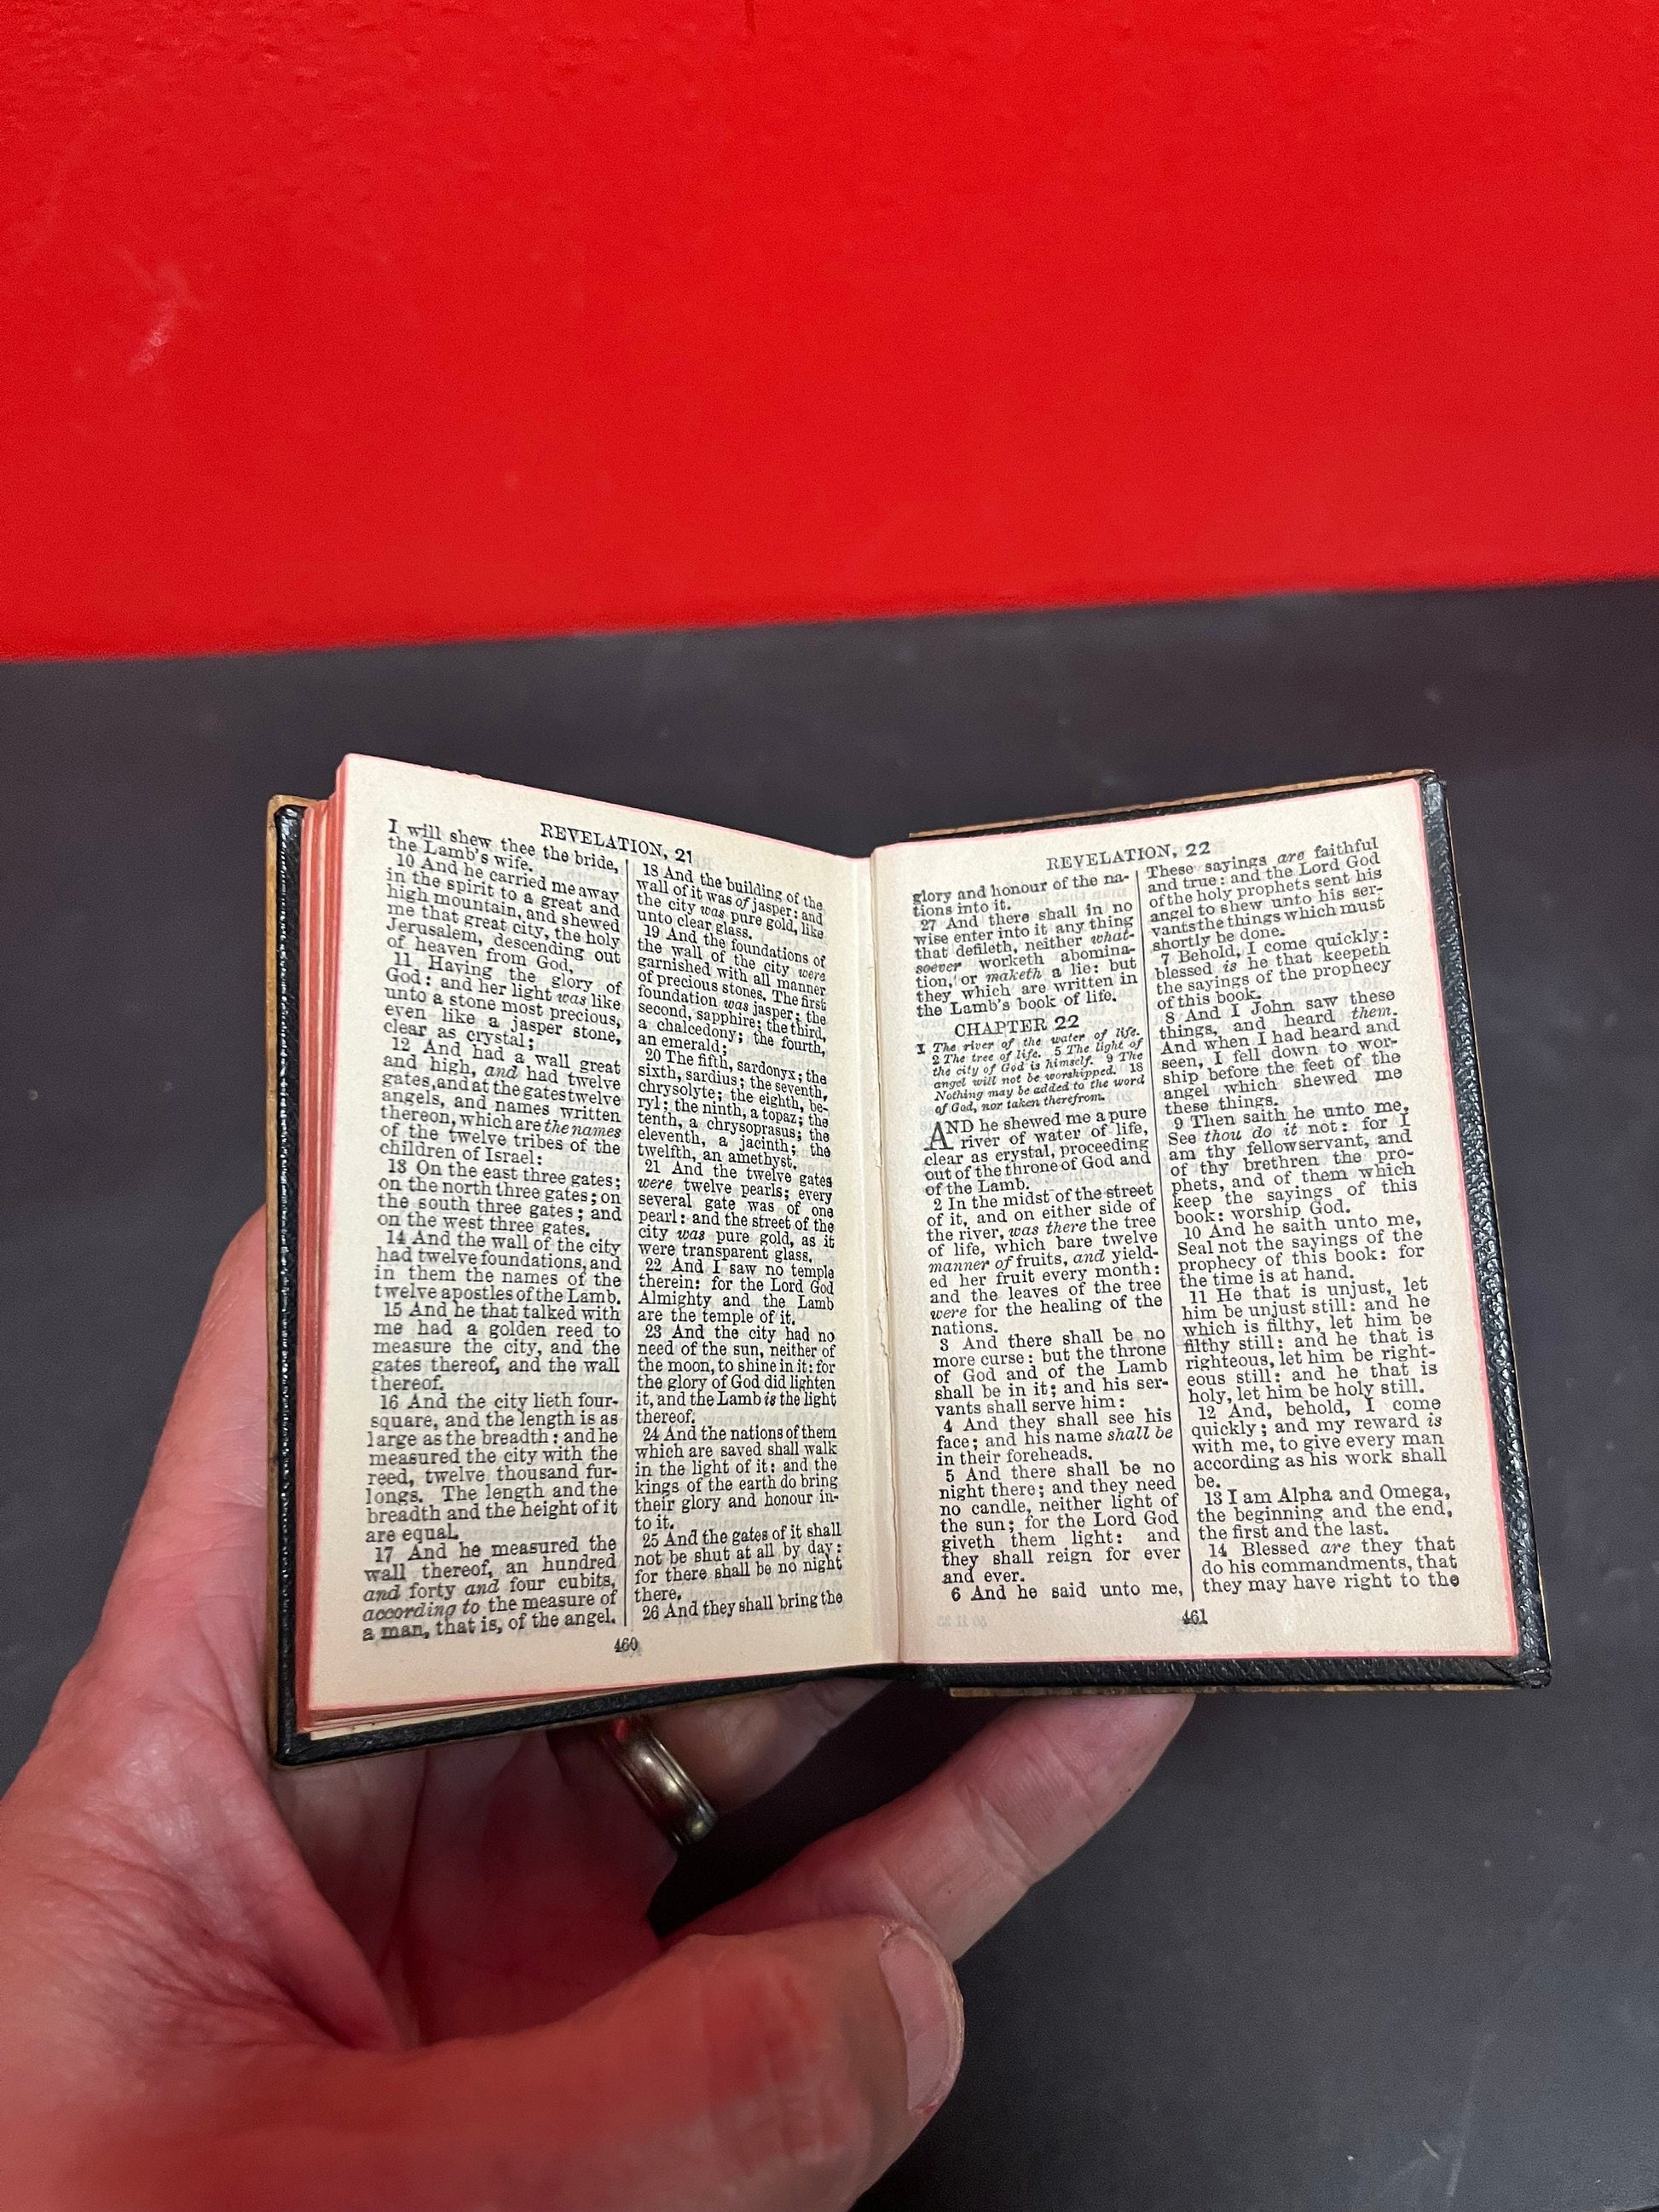 REVELATION, 21
I will shew thee the bride,
the Lamb's wife.
10 And he carried me away
in the spirit to a great and
high mountain, and shewed
me that great city, the holy
Jerusalem, descending out
of heaven from God,
11 Having the glory of
God: and her light was like
unto a stone most precious,
even like a jasper stone,
clear as crystal;
12 And had a wall great
and high, and had twelve
gates, and at the gates twelve
angels, and names written
thereon, which are the names
of the twelve tribes of the
children of Israel:
13 On the east three gates;
on the north three gates; on
the south three gates; and
on the west three gates.
14 And the wall of the city
had twelve foundations, and
in them the names of the
twelve apostles of the Lamb.
15 And he that talked with
me had a golden reed to
measure the city, and the
gates thereof, and the wall
thereof.
16 And the city lieth four-
square, and the length is as
large as the breadth: and he
measured the city with the
reed, twelve thousand fur-
longs. The length and the
breadth and the height of it
are equal.
17 And he measured the
wall thereof, an hundred
and forty and four cubits,
according to the measure of
a man, that is, of the angel.
18 And the building of the
wall of it was of jasper: and
the city was pure gold, like
unto clear glass.
19 And the foundations of
the wall of the city were
garnished with all manner
of precious stones. The first
foundation was jasper; the
second, sapphire; the third,
a chalcedony; the fourth,
an emerald;
20 The fifth, sardonyx; the
sixth, sardius; the seventh,
chrysolyte; the eighth, be-
ryl; the ninth, a topaz; the
tenth, a chrysoprasus; the
eleventh, a jacinth; the
twelfth, an amethyst.
21 And the twelve gates
were twelve pearls; every
several gate was of one
pearl: and the street of the
city was pure gold, as it
were transparent glass.
22 And I saw no temple
therein: for the Lord God
Almighty and the Lamb
are the temple of it.
23 And the city had no
need of the sun, neither of
the moon, to shine in it: for
the glory of God did lighten
it, and the Lamb is the light
thereof.
24 And the nations of them
which are saved shall walk
in the light of it: and the
kings of the earth do bring
their glory and honour in-
to it.
25 And the gates of it shall
not be shut at all by day:
for there shall be no night
there.
26 And they shall bring the
460
REVELATION, 22
glory and honour of the na-
tions into it.
27 And there shall in no
wise enter into it any thing
that defileth, neither what-
soever worketh abomina-
tion, or maketh a lie: but
they which are written in
the Lamb's book of life.
CHAPTER 22
1 The river of the water of life.
2 The tree of life. 5 The light of
the city of God is himself. 9 The
angel will not be worshipped. 18
Nothing may be added to the word
of God, nor taken therefrom.
AND he shewed me a pure
river of water of life,
clear as crystal, proceeding
out of the throne of God and
of the Lamb.
2 In the midst of the street
of it, and on either side of
the river, was there the tree
of life, which bare twelve
manner of fruits, and yield-
ed her fruit every month:
and the leaves of the tree
were for the healing of the
nations.
3 And there shall be no
more curse: but the throne
of God and of the Lamb
shall be in it; and his ser-
vants shall serve him:
4 And they shall see his
face; and his name shall be
in their foreheads.
5 And there shall be no
night there; and they need
no candle, neither light of
the sun; for the Lord God
giveth them light: and
they shall reign for ever
and ever.
6 And he said unto me,
These sayings are faithful
and true: and the Lord God
of the holy prophets sent his
angel to shew unto his ser-
vants the things which must
shortly be done.
7 Behold, I come quickly:
blessed is he that keepeth
the sayings of the prophecy
of this book.
8 And I John saw these
things, and heard them.
And when I had heard and
seen, I fell down to wor-
ship before the feet of the
angel which shewed me
these things.
9 Then saith he unto me,
See thou do it not: for I
am thy fellowservant, and
of thy brethren the pro-
phets, and of them which
keep the sayings of this
book: worship God.
10 And he saith unto me,
Seal not the sayings of the
prophecy of this book: for
the time is at hand.
11 He that is unjust, let
him be unjust still: and he
which is filthy, let him be
filthy still: and he that is
righteous, let him be right-
eous still: and he that is
holy, let him be holy still.
12 And, behold, I come
quickly; and my reward is
with me, to give every man
according as his work shall
be.
13 I am Alpha and Omega,
the beginning and the end,
the first and the last.
14 Blessed are they that
do his commandments, that
they may have right to the
461